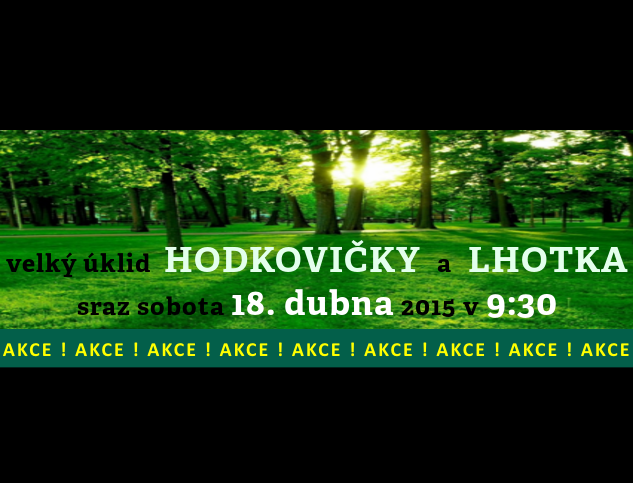 velký úklid HODKOVIČKY a LHOTKA
sraz sobota 18. dubna 2015 v 9:30
AKCE ! AKCE ! AKCE ! AKCE ! AKCE ! AKCE ! AKCE ! AKCE ! AKCE